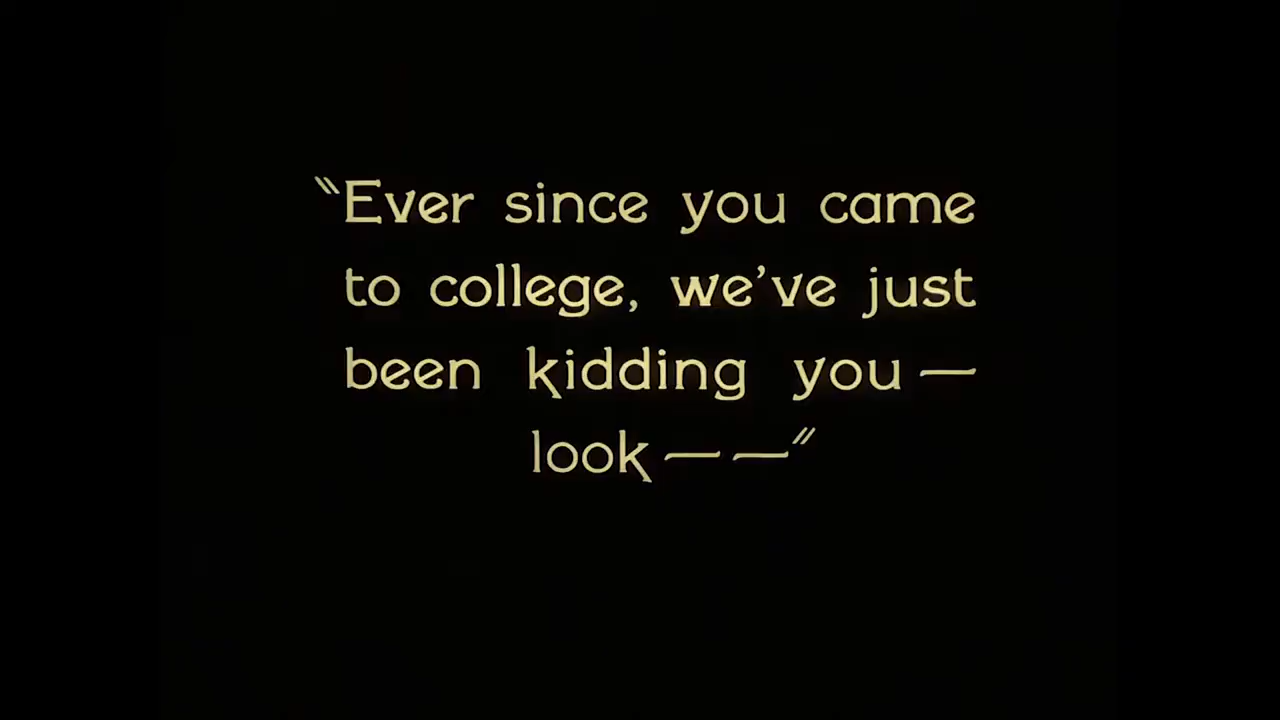 "Ever since you came
to college, we've just
been kidding you —
look — —"